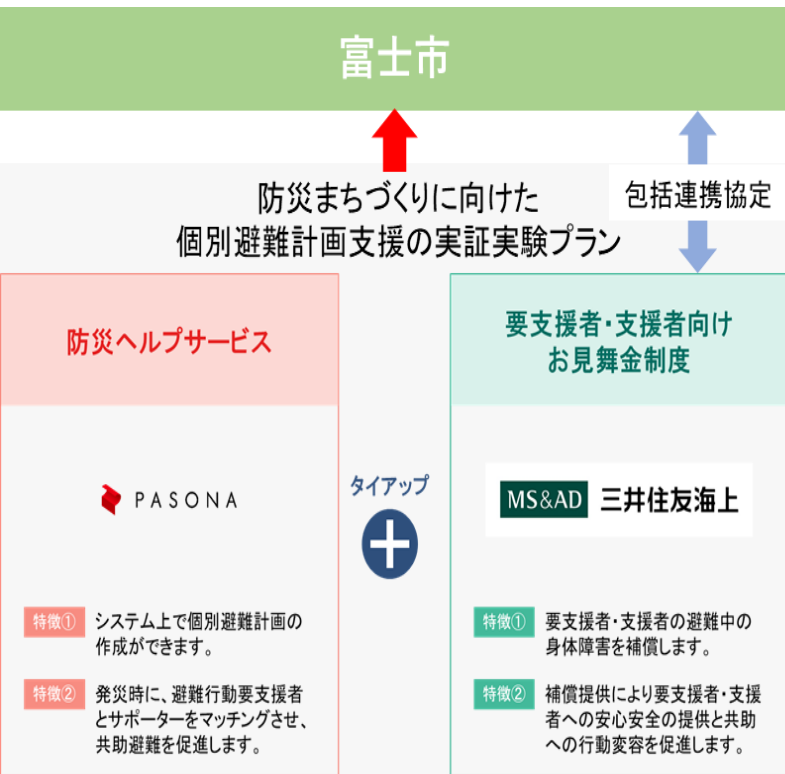 富士市
防災まちづくりに向けた
個別避難計画支援の実証実験プラン
包括連携協定
防災ヘルプサービス
PASONA
特徴① システム上で個別避難計画の
作成ができます。
特徴② 発災時に、避難行動要支援者
とサポーターをマッチングさせ、
共助避難を促進します。
タイアップ
要支援者・支援者向け
お見舞金制度
MS&AD 三井住友海上
特徴① 要支援者・支援者の避難中の
身体障害を補償します。
特徴② 補償提供により要支援者・支援
者への安心安全の提供と共助
への行動変容を促進します。